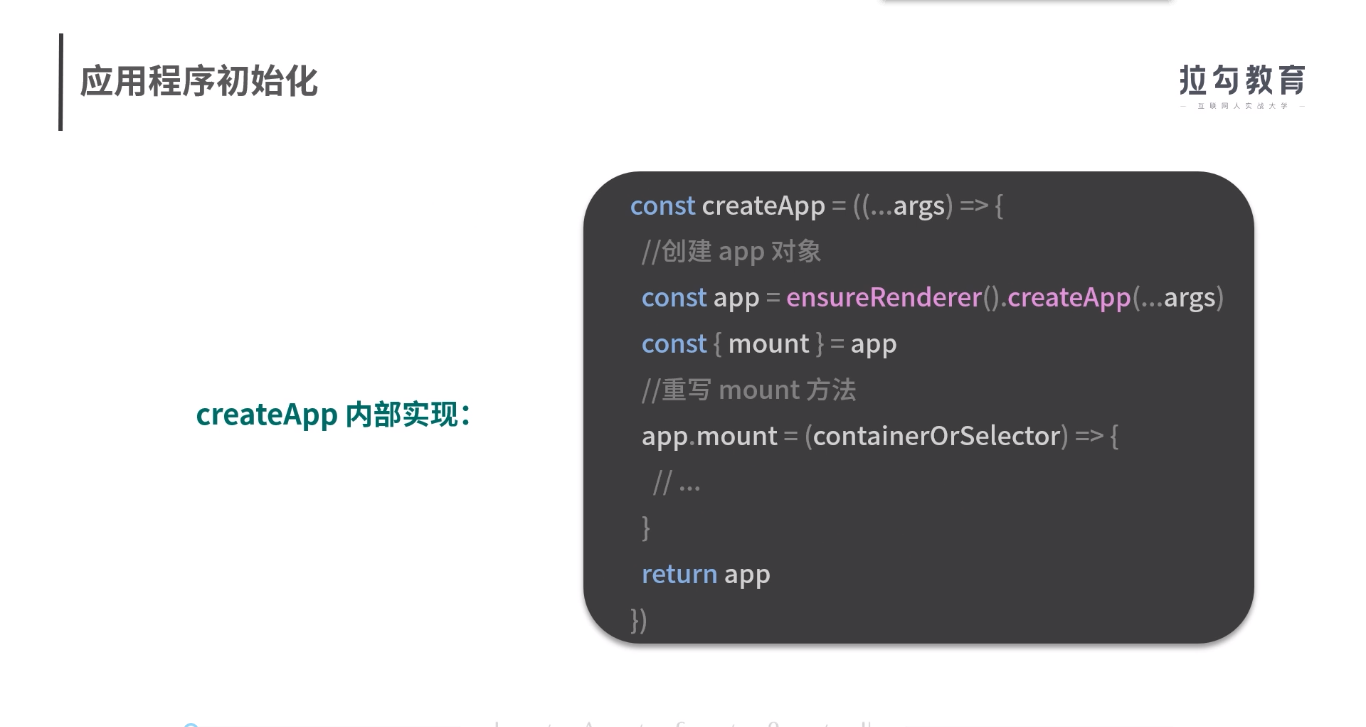 应用程序初始化
拉勾教育
— 互联网人实战大学 —
const createApp = ((...args) => {
//创建 app 对象
const app = ensureRenderer().createApp(...args)
const { mount } = app
//重写 mount 方法
createApp 内部实现：
app.mount = (containerOrSelector) => {
// ...
}
return app
})